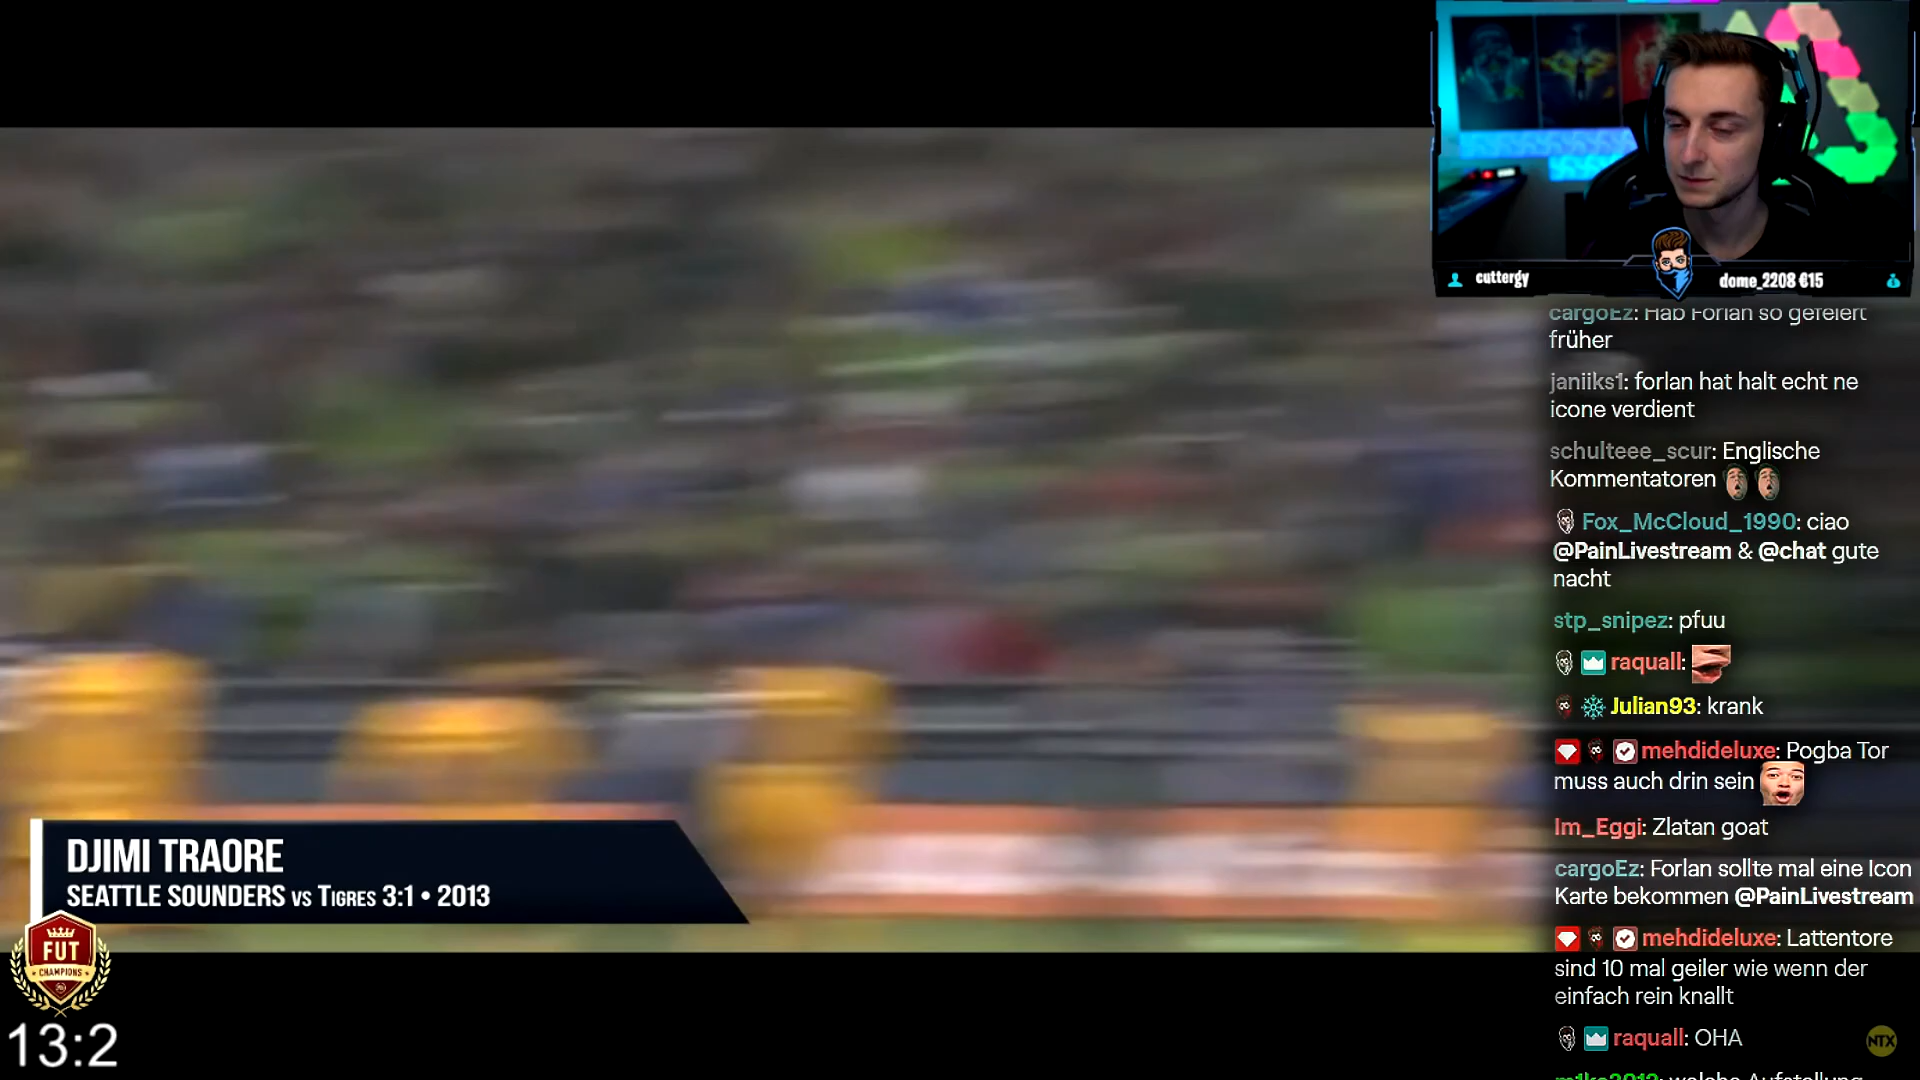 cuttergy
dome_2208 €15
cargoEz: Hab Forlan so gefeiert
früher
janiiks1: forlan hat halt echt ne
icone verdient
schulteee_scur: Englische
Kommentatoren
Fox_McCloud_1990: ciao
@PainLivestream & @chat gute
nacht
stp_snipez: pfuu
raquall:
Julian93: krank
mehdideluxe: Pogba Tor
muss auch drin sein
Im_Eggi: Zlatan goat
cargoEz: Forlan sollte mal eine Icon
Karte bekommen @PainLivestream
mehdideluxe: Lattentore
sind 10 mal geiler wie wenn der
einfach rein knallt
raquall: OHA
welche Aufstellung
DJIMI TRAORE
SEATTLE SOUNDERS VS TIGRES 3:1 • 2013
FUT
CHAMPIONS
13:2
NTX